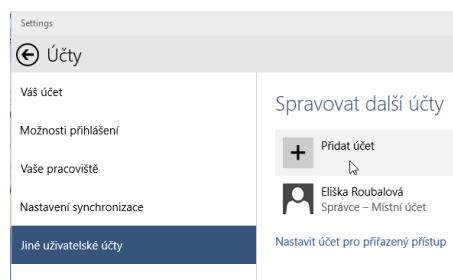 Settings
Účty
Váš účet
Možnosti přihlášení
Vaše pracoviště
Nastavení synchronizace
Jiné uživatelské účty
Spravovat další účty
Přidat účet
Eliška Roubalová
Správce – Místní účet
Nastavit účet pro přiřazený přístup